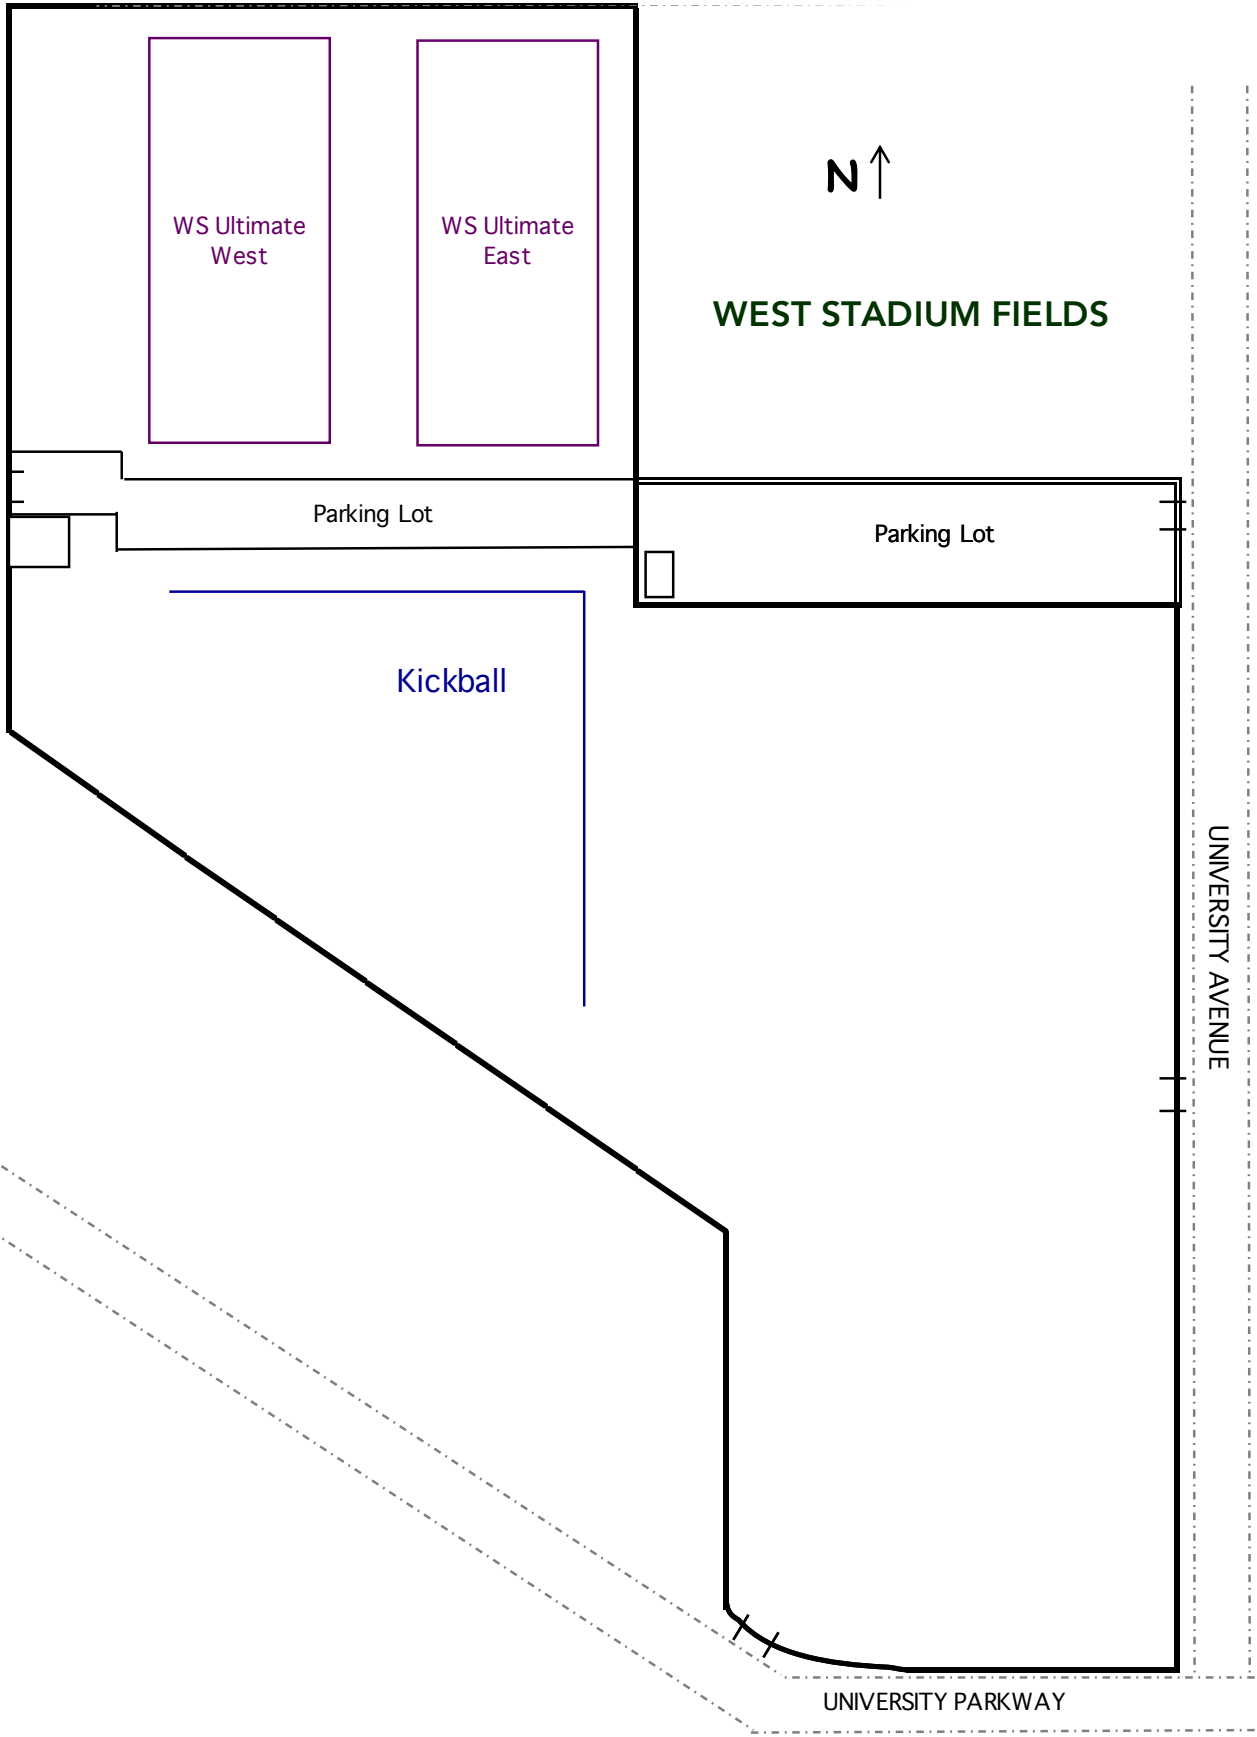 WS Ultimate
West
WS Ultimate
East
N
WEST STADIUM FIELDS
Parking Lot
Parking Lot
Kickball
UNIVERSITY AVENUE
UNIVERSITY PARKWAY